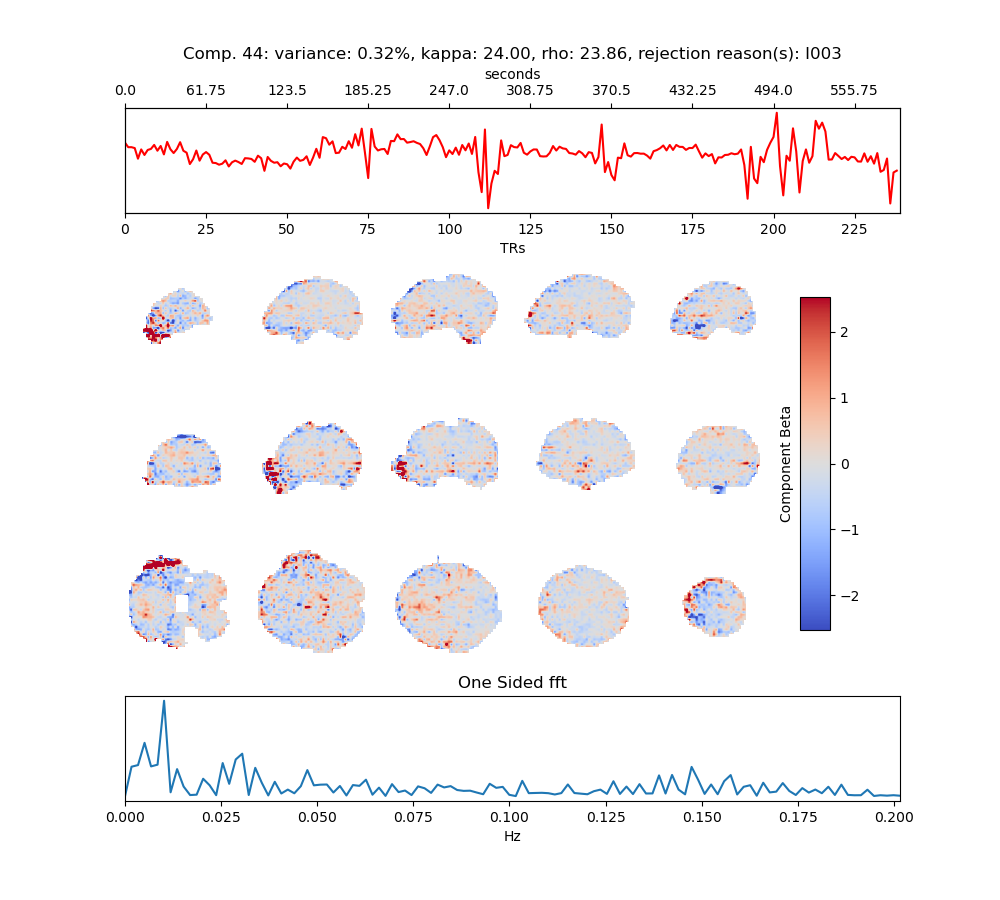 Comp. 44: variance: 0.32%, kappa: 24.00, rho: 23.86, rejection reason(s): I003
seconds
0.0 61.75 123.5 185.25 247.0 308.75 370.5 432.25 494.0 555.75
0 25 50 75 100 125 150 175 200 225
TRs
2
1
0
−1
−2
Component Beta
One Sided fft
0.000 0.025 0.050 0.075 0.100 0.125 0.150 0.175 0.200
Hz